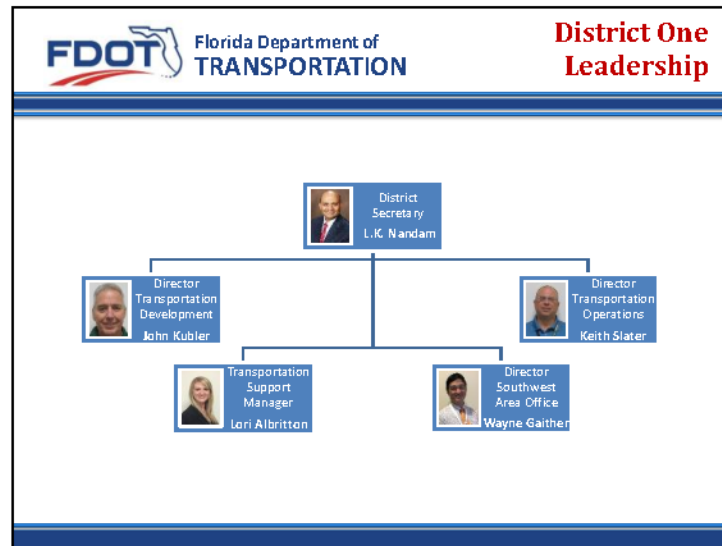 FDOT
Florida Department of
TRANSPORTATION
District One
Leadership
District
Secretary
L.K. Nandam
Director
Transportation
Development
John Kubler
Director
Transportation
Operations
Keith Slater
Transportation
Support
Manager
Lori Albritton
Director
Southwest
Area Office
Wayne Gaither